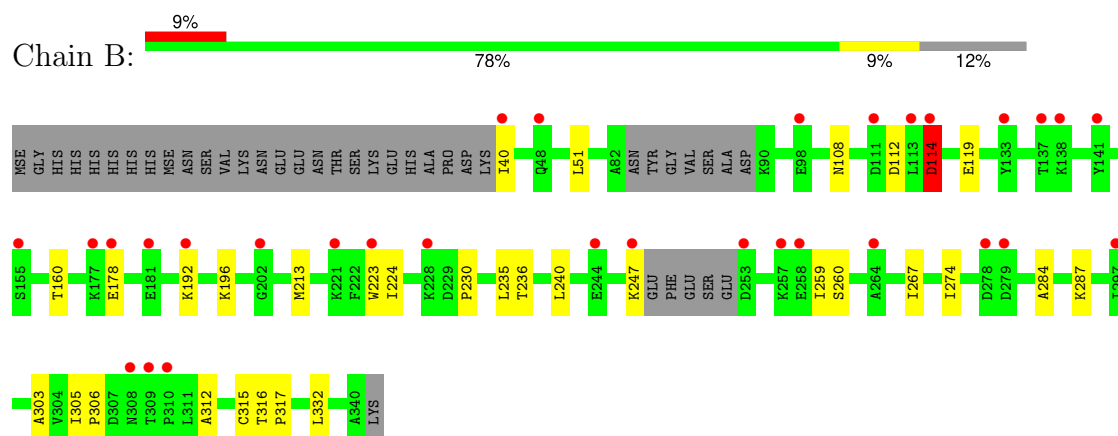 9%
Chain B:
78% 9% 12%
MSE GLY HIS HIS HIS HIS HIS HIS MSE ASN SER VAL LYS ASN GLU GLU ASN THR SER LYS GLU HIS ALA PRO ASP LYS I40 Q48 L51 A82 ASN TYR GLY VAL SER ALA ASP K90 E98 N108 D111 D112 L113 D114 E119 Y133 T137 K138 Y141
S155 T160 K177 E178 E181 K192 K196 G202 M213 K221 F222 W223 I224 K228 D229 P230 L235 T236 L240 E244 K247 GLU PHE GLU SER GLU D253 K257 E258 I259 S260 A264 I267 I274 D278 D279 A284 K287
A303 V304 I305 P306 D307 N308 T309 P310 L311 A312 C315 T316 P317 L332 A340 LYS